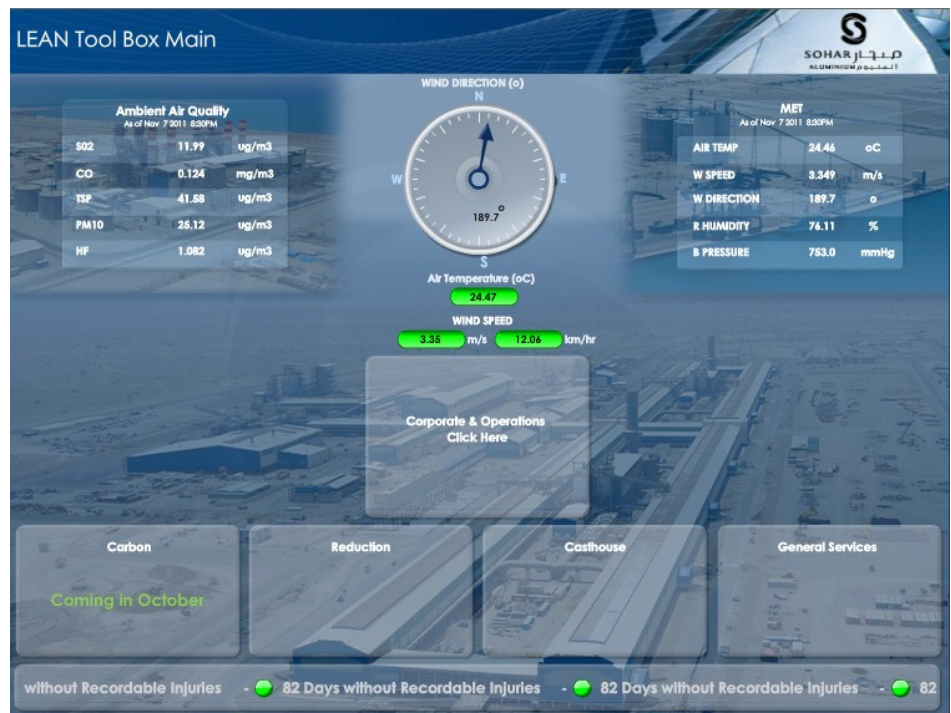 LEAN Tool Box Main
SOHAR صحار
ALUMINIUM ألمنيوم
WIND DIRECTION (o)
N
W
E
S
189.7 o
Ambient Air Quality
As of Nov 7 2011 8:30PM
S02 11.99 ug/m3
CO 0.124 mg/m3
TSP 41.58 ug/m3
PM10 25.12 ug/m3
HF 1.082 ug/m3
MET
As of Nov 7 2011 8:30PM
AIR TEMP 24.46 oC
W SPEED 3.349 m/s
W DIRECTION 189.7 o
R HUMIDITY 76.11 %
B PRESSURE 753.0 mmHg
Air Temperature (oC)
24.47
WIND SPEED
3.35 m/s 12.06 km/hr
Corporate & Operations
Click Here
Carbon
Coming in October
Reduction
Casthouse
General Services
without Recordable Injuries - 82 Days without Recordable Injuries - 82 Days without Recordable Injuries - 82